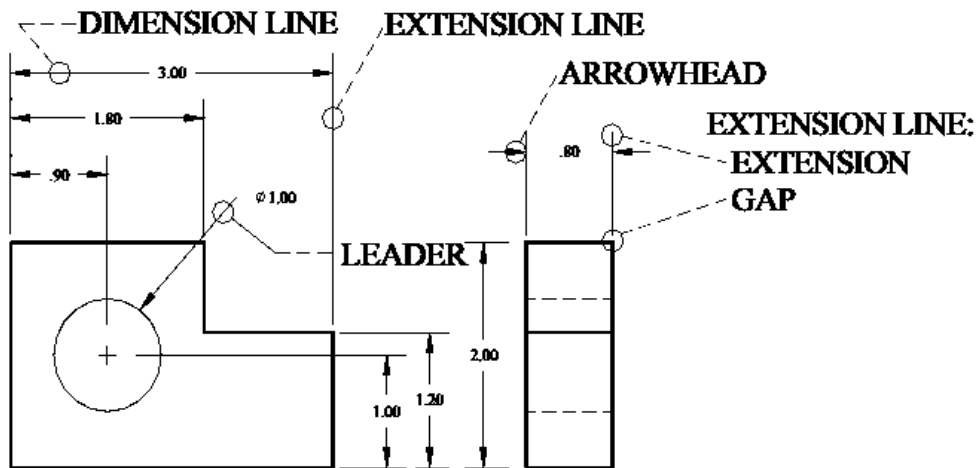 DIMENSION LINE
EXTENSION LINE
3.00
ARROWHEAD
1.80
EXTENSION LINE:
.80
EXTENSION
.90
GAP
⌀1.00
LEADER
2.00
1.20
1.00